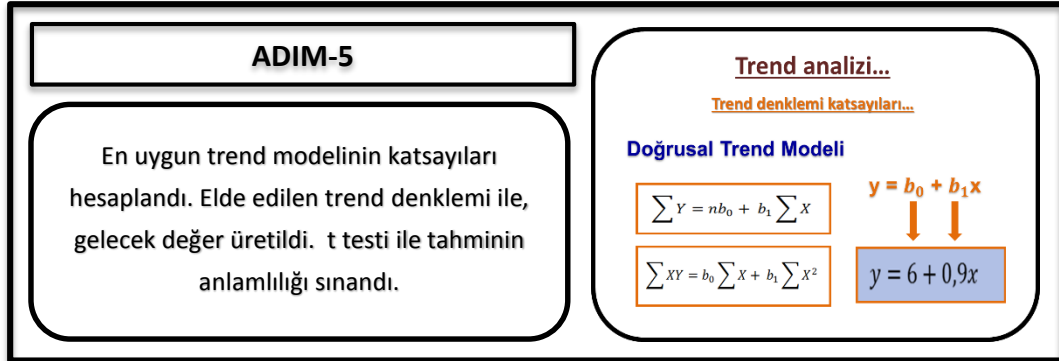 ADIM-5
En uygun trend modelinin katsayıları
hesaplandı. Elde edilen trend denklemi ile,
gelecek değer üretildi.  t testi ile tahminin
anlamlılığı sınandı.
Trend analizi...
Trend denklemi katsayıları...
Doğrusal Trend Modeli
∑Y = nb₀ + b₁∑X
∑XY = b₀∑X + b₁∑X²
y = b₀ + b₁x
y = 6 + 0,9x